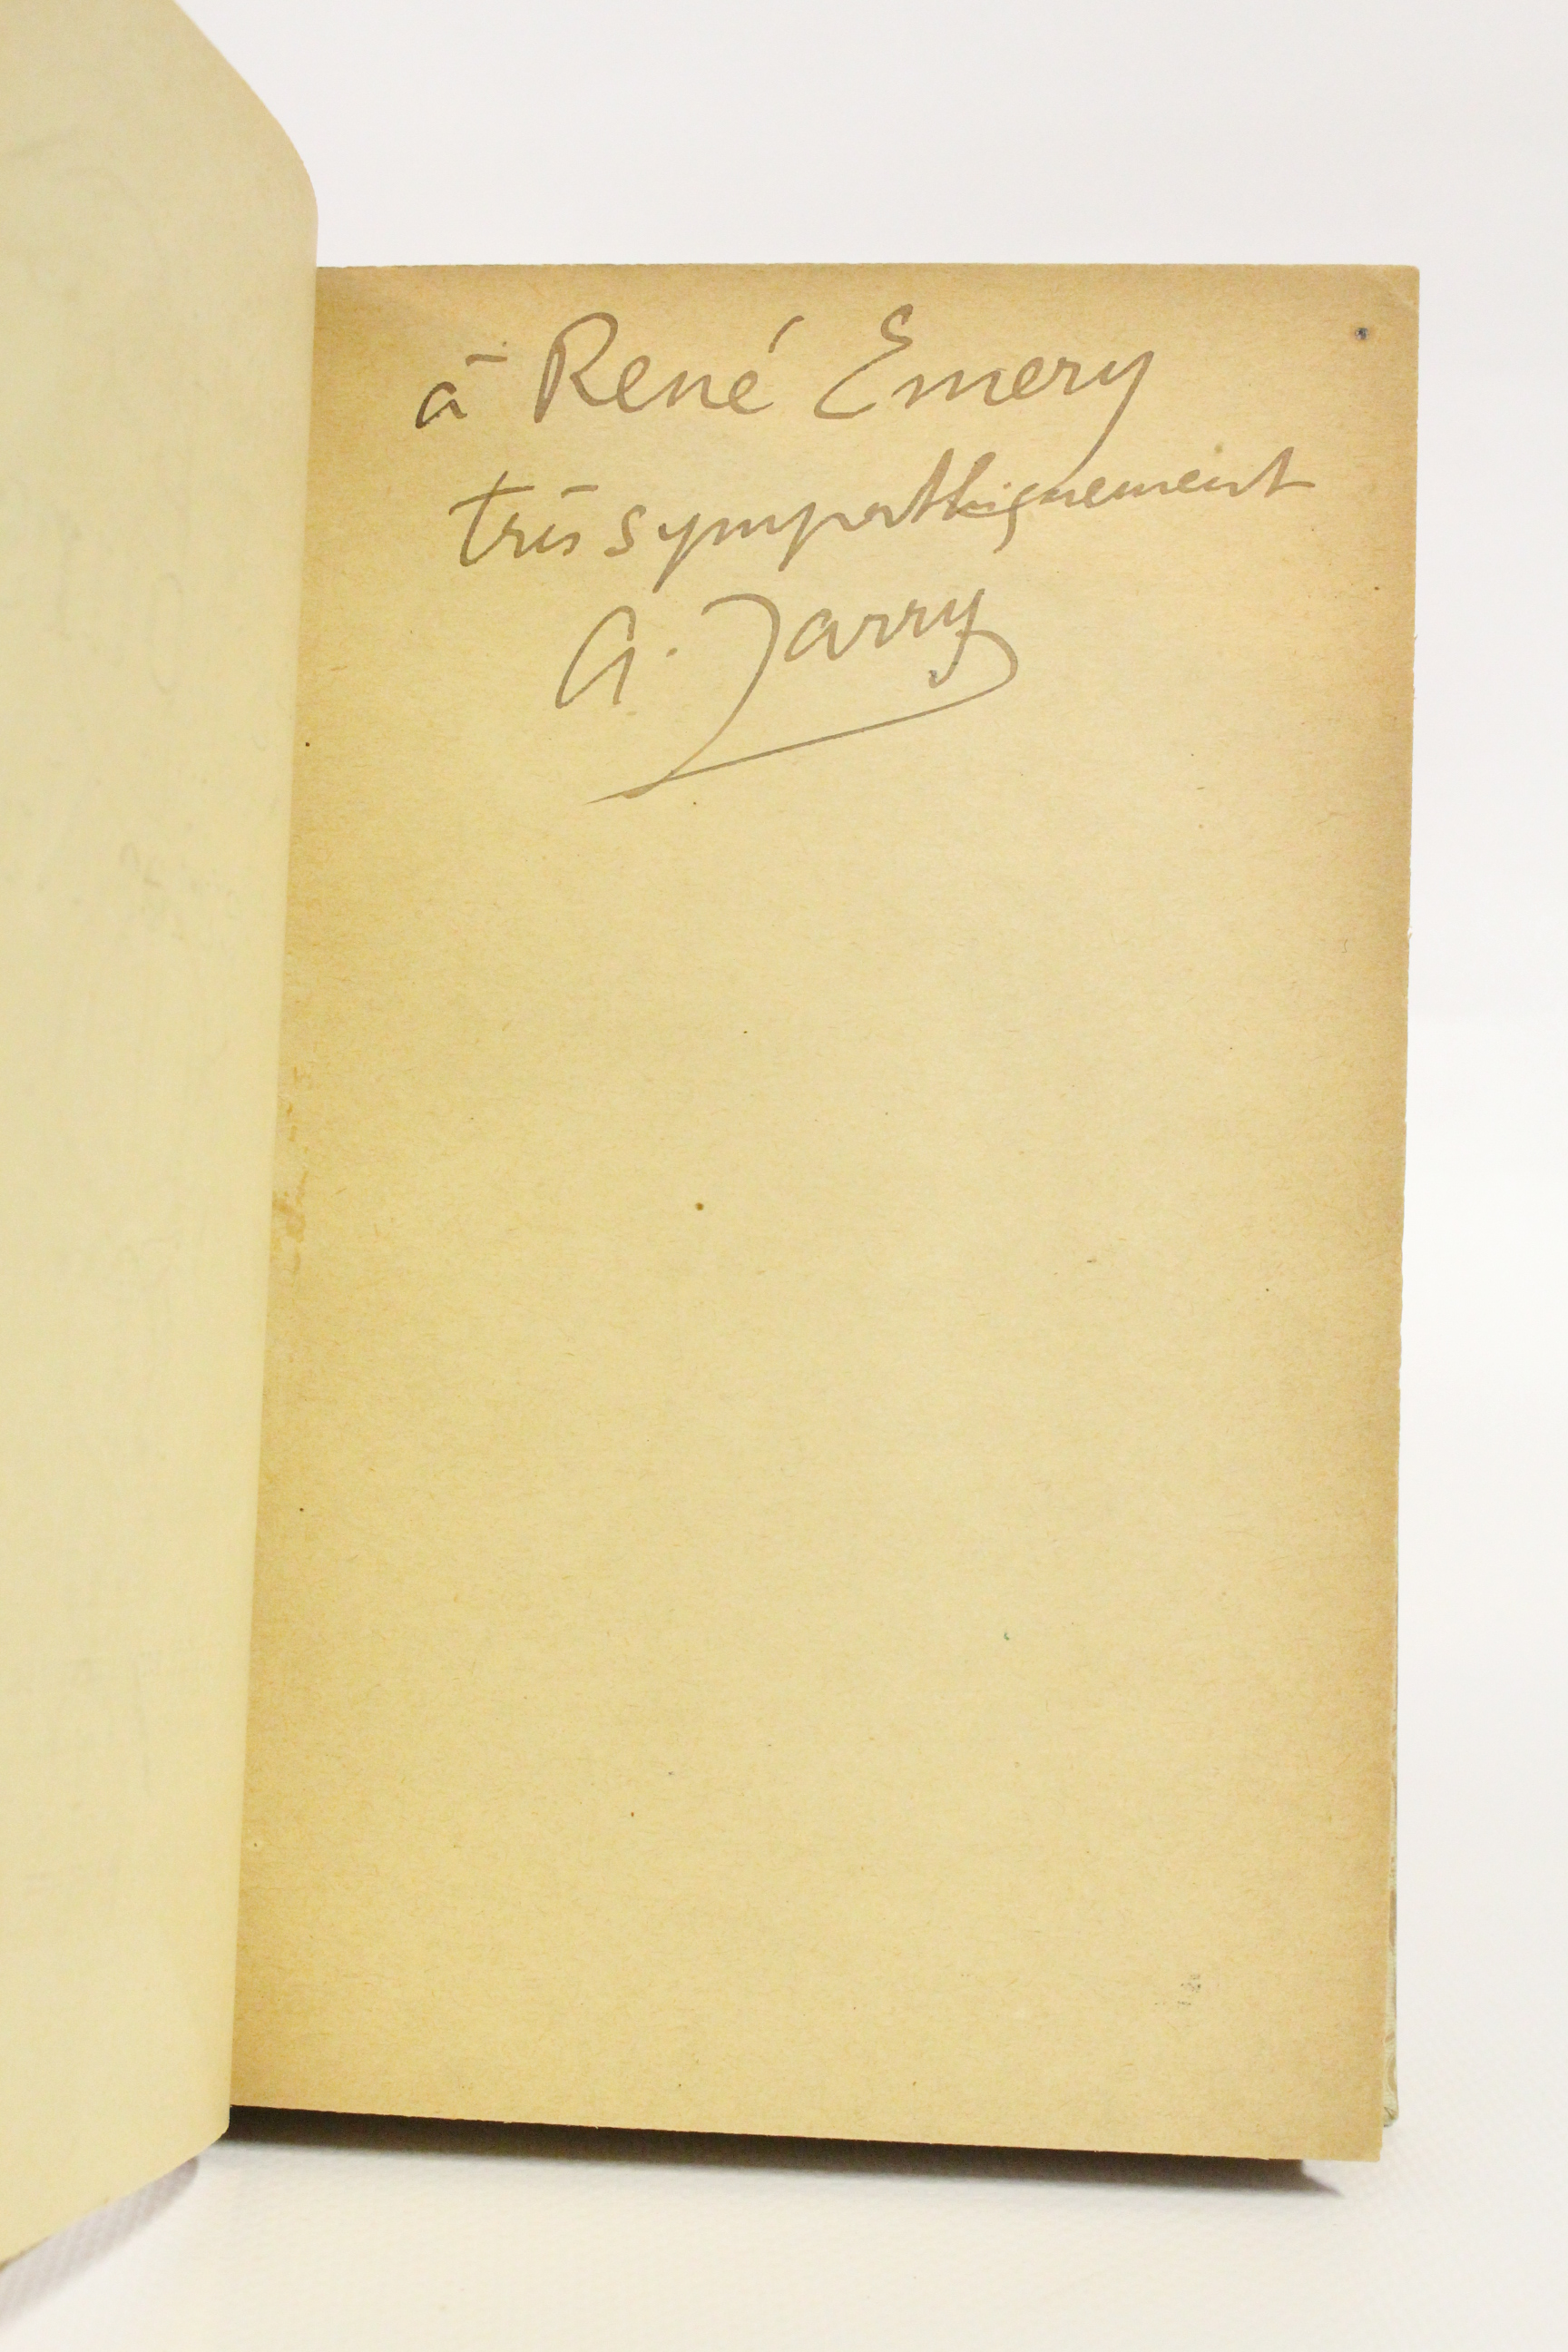 à René Emery
très sympathiquement
A. Jarry